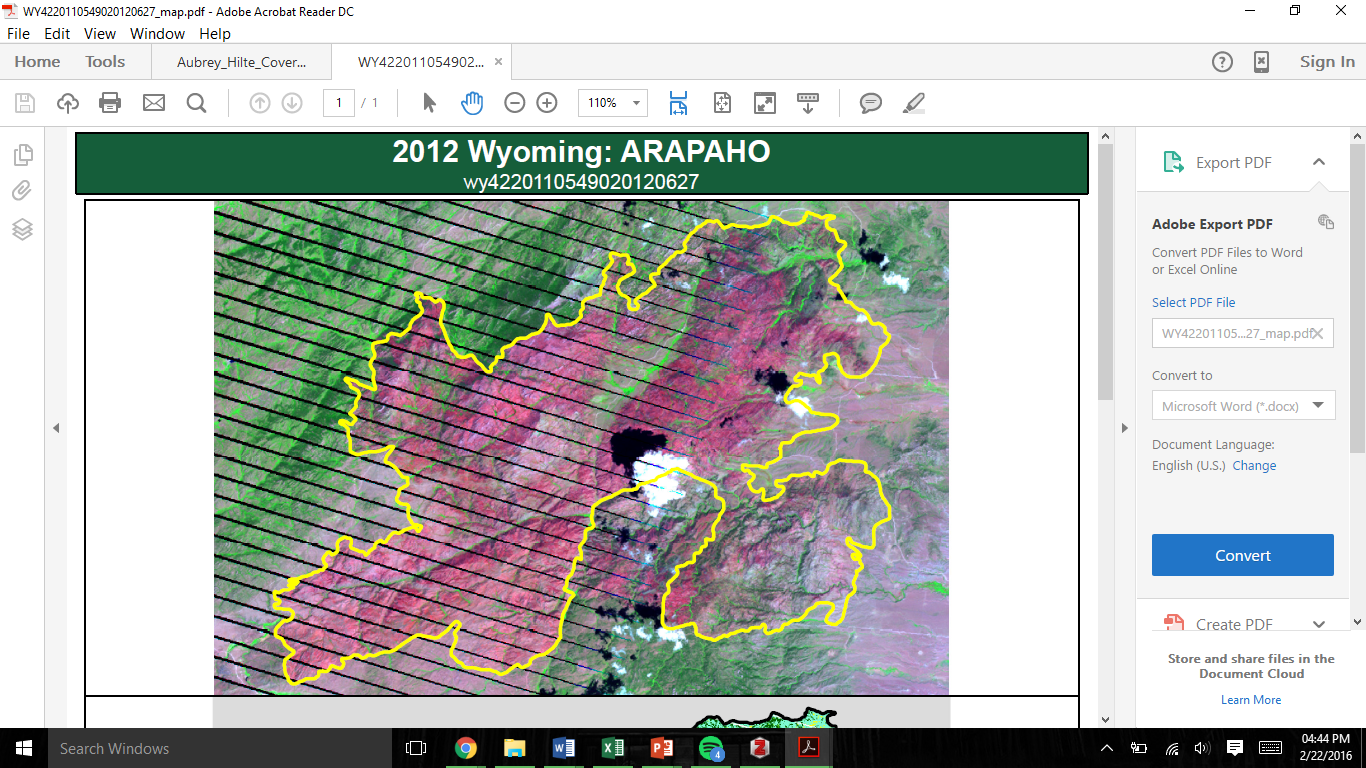 WY4220110549020120627_map.pdf - Adobe Acrobat Reader DC
File Edit View Window Help
Home Tools Aubrey_Hilte_Cover... WY422011054902... × Sign In
1 / 1 110%
2012 Wyoming: ARAPAHO
wy4220110549020120627
Export PDF
Adobe Export PDF
Convert PDF Files to Word
or Excel Online
Select PDF File
WY42201105...27_map.pdf
Convert to
Microsoft Word (*.docx)
Document Language:
English (U.S.) Change
Convert
Create PDF
Store and share files in the
Document Cloud
Learn More
Search Windows
4
04:44 PM
2/22/2016